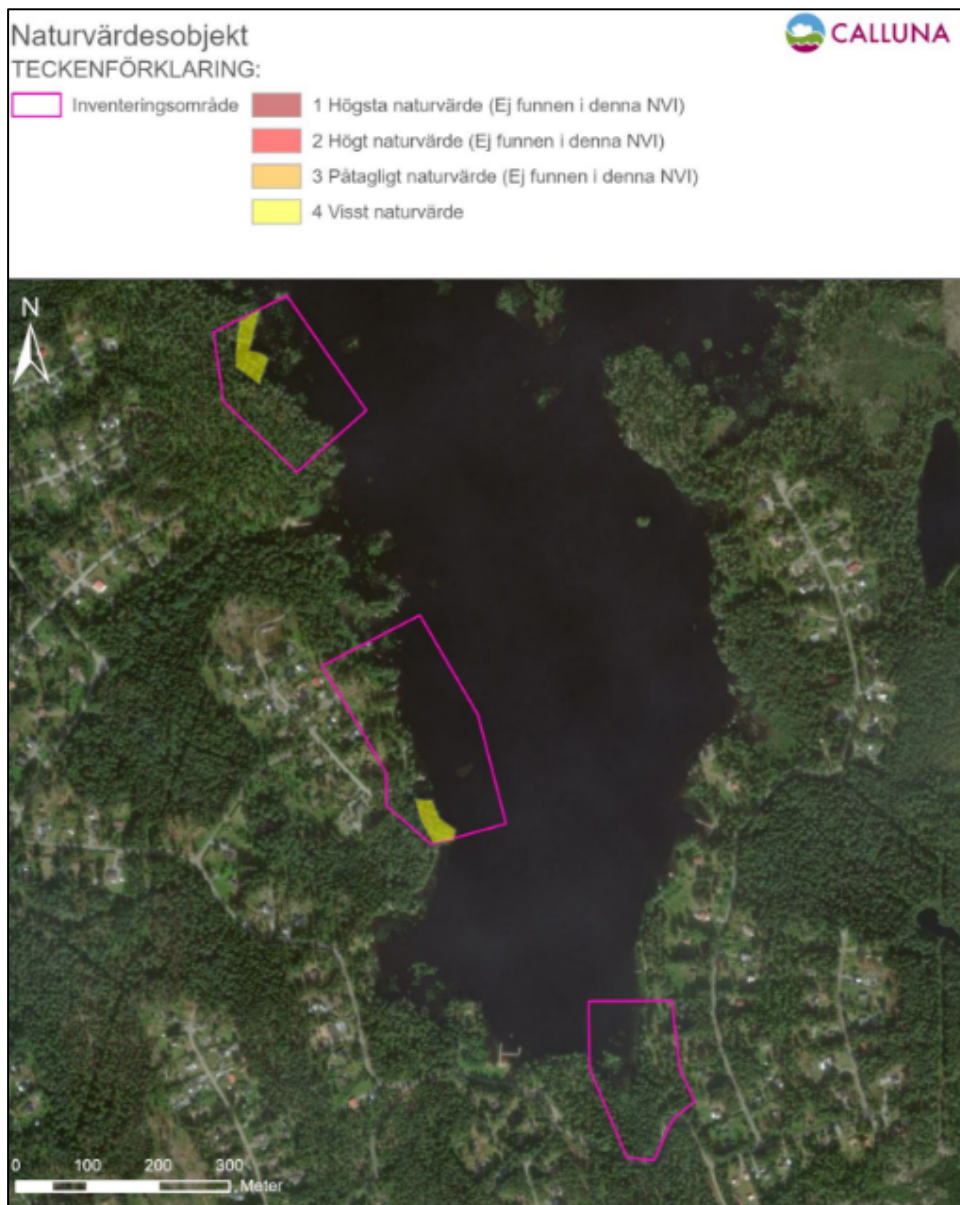 Naturvärdesobjekt
CALLUNA
TECKENFÖRKLARING:
Inventeringsområde
1 Högsta naturvärde (Ej funnen i denna NVI)
2 Högt naturvärde (Ej funnen i denna NVI)
3 Påtagligt naturvärde (Ej funnen i denna NVI)
4 Visst naturvärde
N
0 100 200 300
Meter